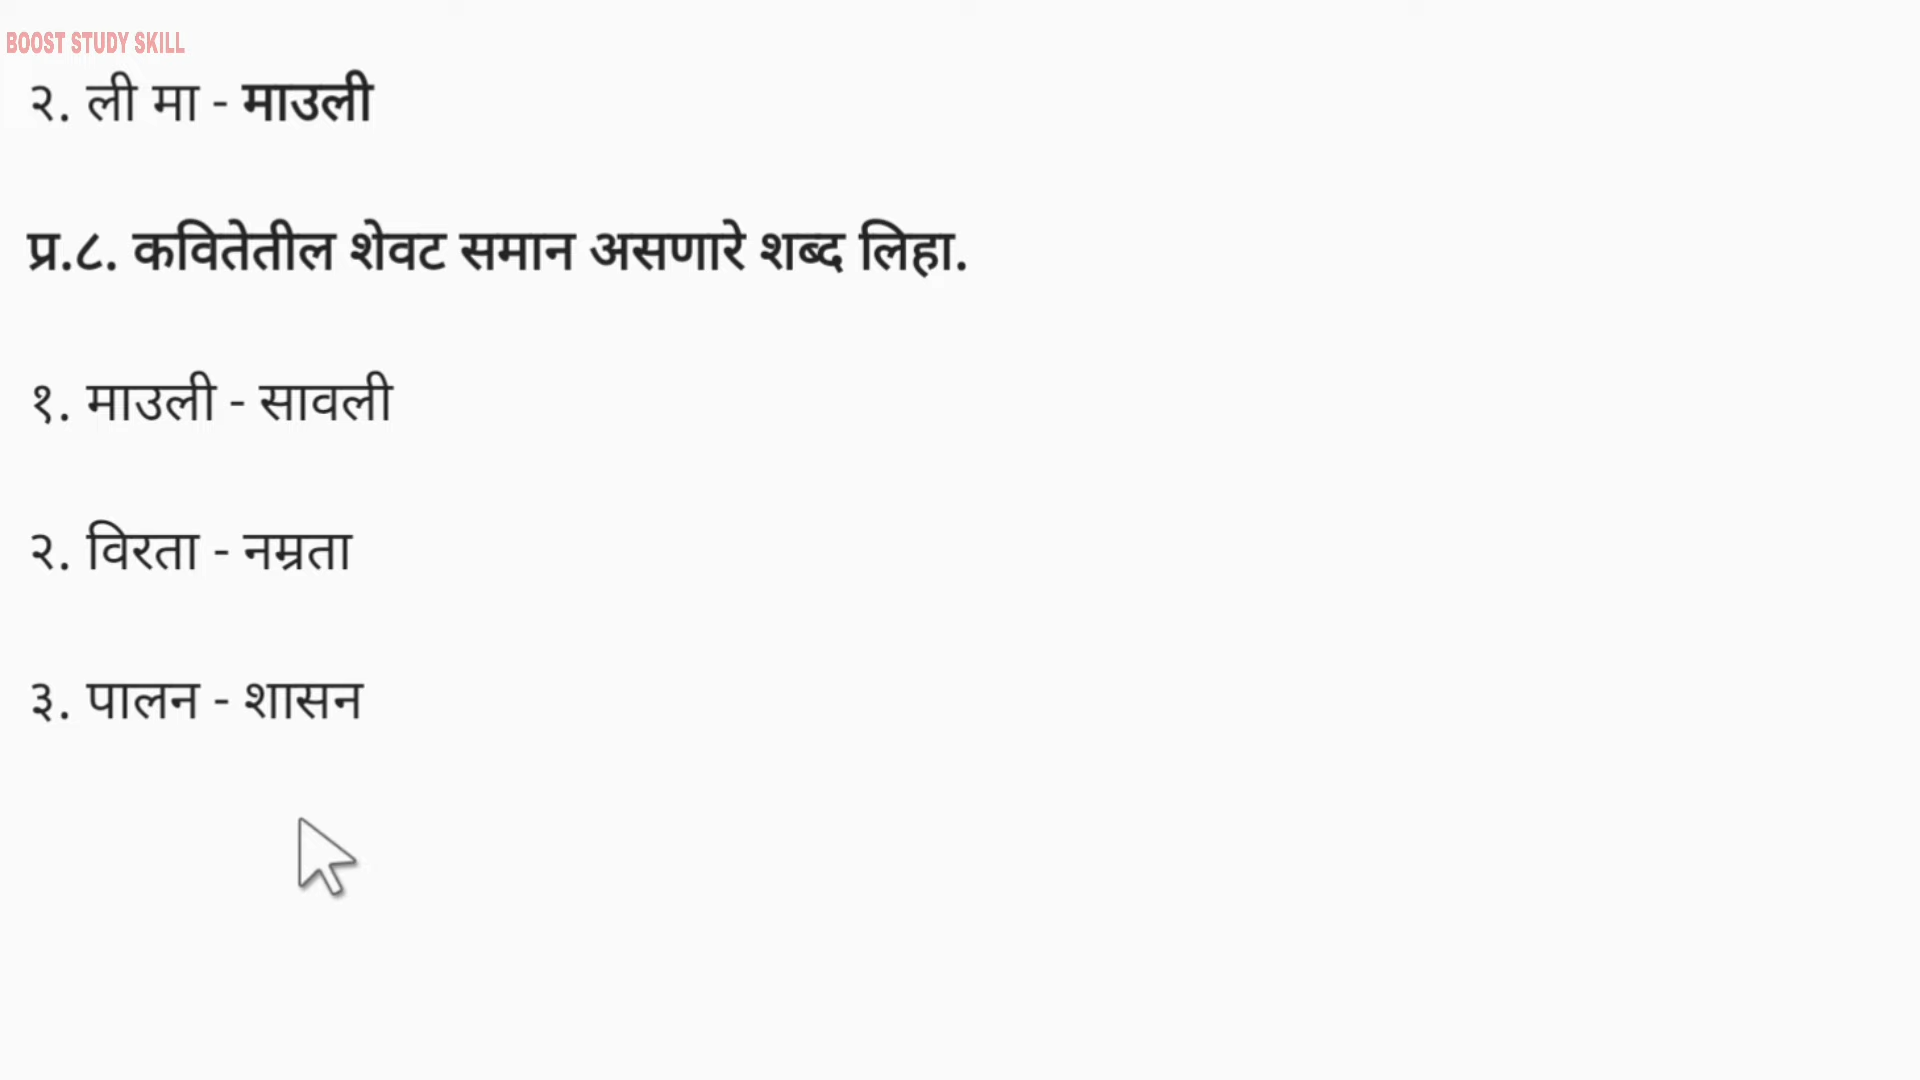 BOOST STUDY SKILL
२. ली मा - माउली
प्र.८. कवितेतील शेवट समान असणारे शब्द लिहा.
१. माउली - सावली
२. विरता - नम्रता
३. पालन - शासन